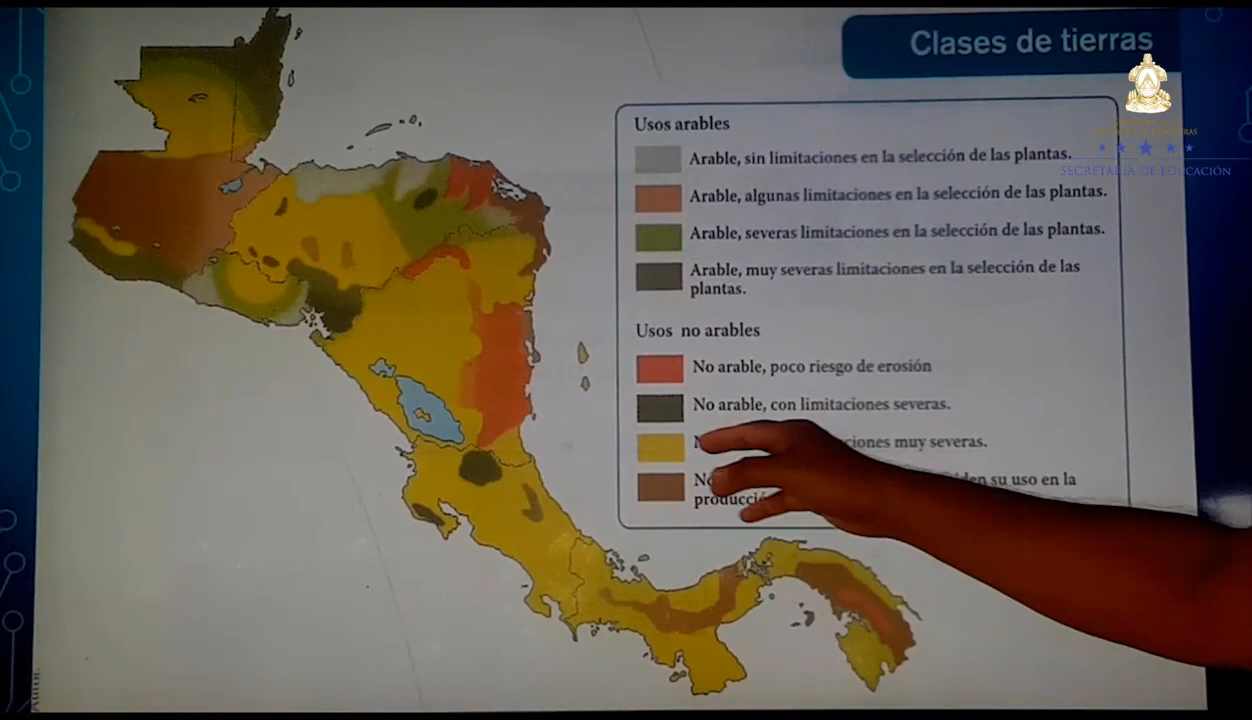 Clases de tierras
Usos arables
Arable, sin limitaciones en la selección de las plantas.
Arable, algunas limitaciones en la selección de las plantas.
Arable, severas limitaciones en la selección de las plantas.
Arable, muy severas limitaciones en la selección de las
plantas.
Usos no arables
No arable, poco riesgo de erosión
No arable, con limitaciones severas.
muy severas.
No su uso en la
SECRETARÍA DE EDUCACIÓN